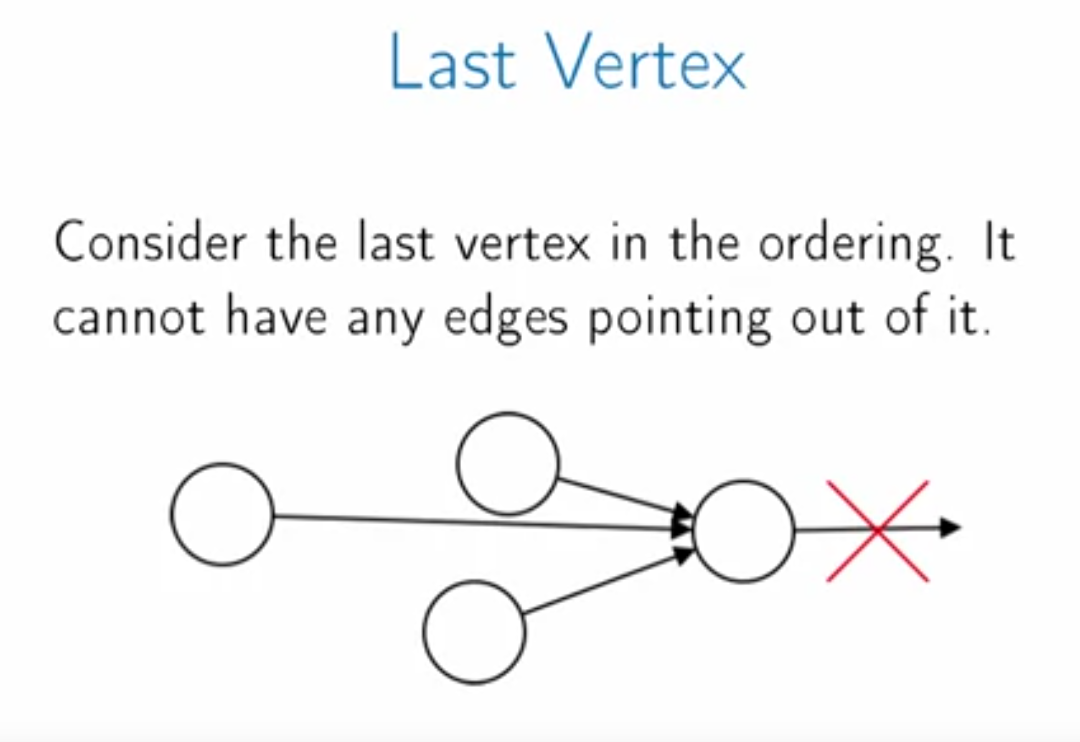 Last Vertex
Consider the last vertex in the ordering. It
cannot have any edges pointing out of it.